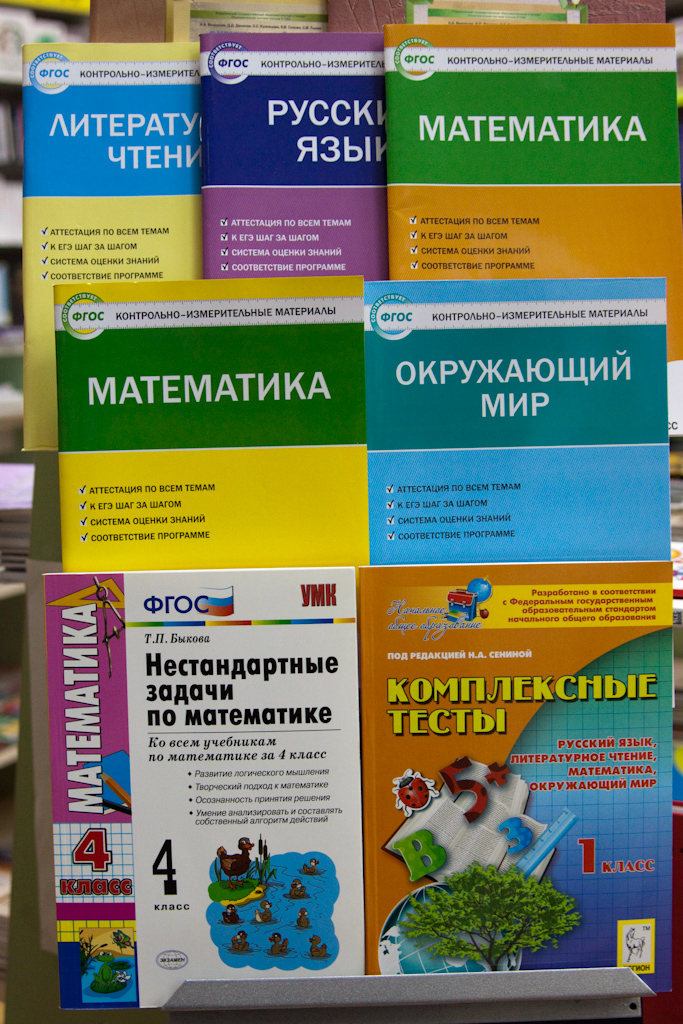 СООТВЕТСТВУЕТ
ФГОС
КОНТРОЛЬНО-ИЗМЕРИТЕЛЬ
ЛИТЕРАТУ
ЧТЕНИ
АТТЕСТАЦИЯ ПО ВСЕМ ТЕМАМ
К ЕГЭ ШАГ ЗА ШАГОМ
СИСТЕМА ОЦЕНКИ ЗНАНИЙ
СООТВЕТСТВИЕ ПРОГРАММЕ
СООТВЕТСТВУЕТ
ФГОС
КОНТРОЛЬНО-ИЗМЕРИТЕ
РУССКИ
ЯЗЫК
АТТЕСТАЦИЯ ПО ВСЕМ ТЕМАМ
К ЕГЭ ШАГ ЗА ШАГОМ
СИСТЕМА ОЦЕНКИ ЗНАНИЙ
СООТВЕТСТВИЕ ПРОГРАММЕ
СООТВЕТСТВУЕТ
ФГОС
КОНТРОЛЬНО-ИЗМЕРИТЕЛЬНЫЕ МАТЕРИАЛЫ
МАТЕМАТИКА
АТТЕСТАЦИЯ ПО ВСЕМ ТЕМАМ
К ЕГЭ ШАГ ЗА ШАГОМ
СИСТЕМА ОЦЕНКИ ЗНАНИЙ
СООТВЕТСТВИЕ ПРОГРАММЕ
СООТВЕТСТВУЕТ
ФГОС
КОНТРОЛЬНО-ИЗМЕРИТЕЛЬНЫЕ МАТЕРИАЛЫ
МАТЕМАТИКА
АТТЕСТАЦИЯ ПО ВСЕМ ТЕМАМ
К ЕГЭ ШАГ ЗА ШАГОМ
СИСТЕМА ОЦЕНКИ ЗНАНИЙ
СООТВЕТСТВИЕ ПРОГРАММЕ
СООТВЕТСТВУЕТ
ФГОС
КОНТРОЛЬНО-ИЗМЕРИТЕЛЬНЫЕ МАТЕРИАЛЫ
ОКРУЖАЮЩИЙ
МИР
АТТЕСТАЦИЯ ПО ВСЕМ ТЕМАМ
К ЕГЭ ШАГ ЗА ШАГОМ
СИСТЕМА ОЦЕНКИ ЗНАНИЙ
СООТВЕТСТВИЕ ПРОГРАММЕ
МАТЕМАТИКА
4
класс
ФГОС
УМК
Т.П. Быкова
Нестандартные
задачи
по математике
Ко всем учебникам
по математике за 4 класс
• Развитие логического мышления
• Творческий подход к математике
• Осознанность принятия решения
• Умение анализировать и составлять
собственный алгоритм действий
4
класс
ЭКЗАМЕН
Начальное
общее образование
Разработано в соответствии
с Федеральным государственным
образовательным стандартом
начального общего образования
ПОД РЕДАКЦИЕЙ Н.А. СЕНИНОЙ
КОМПЛЕКСНЫЕ
ТЕСТЫ
РУССКИЙ ЯЗЫК,
ЛИТЕРАТУРНОЕ ЧТЕНИЕ,
МАТЕМАТИКА,
ОКРУЖАЮЩИЙ МИР
5+
В
3
1 КЛАСС
ЛЕГИОН